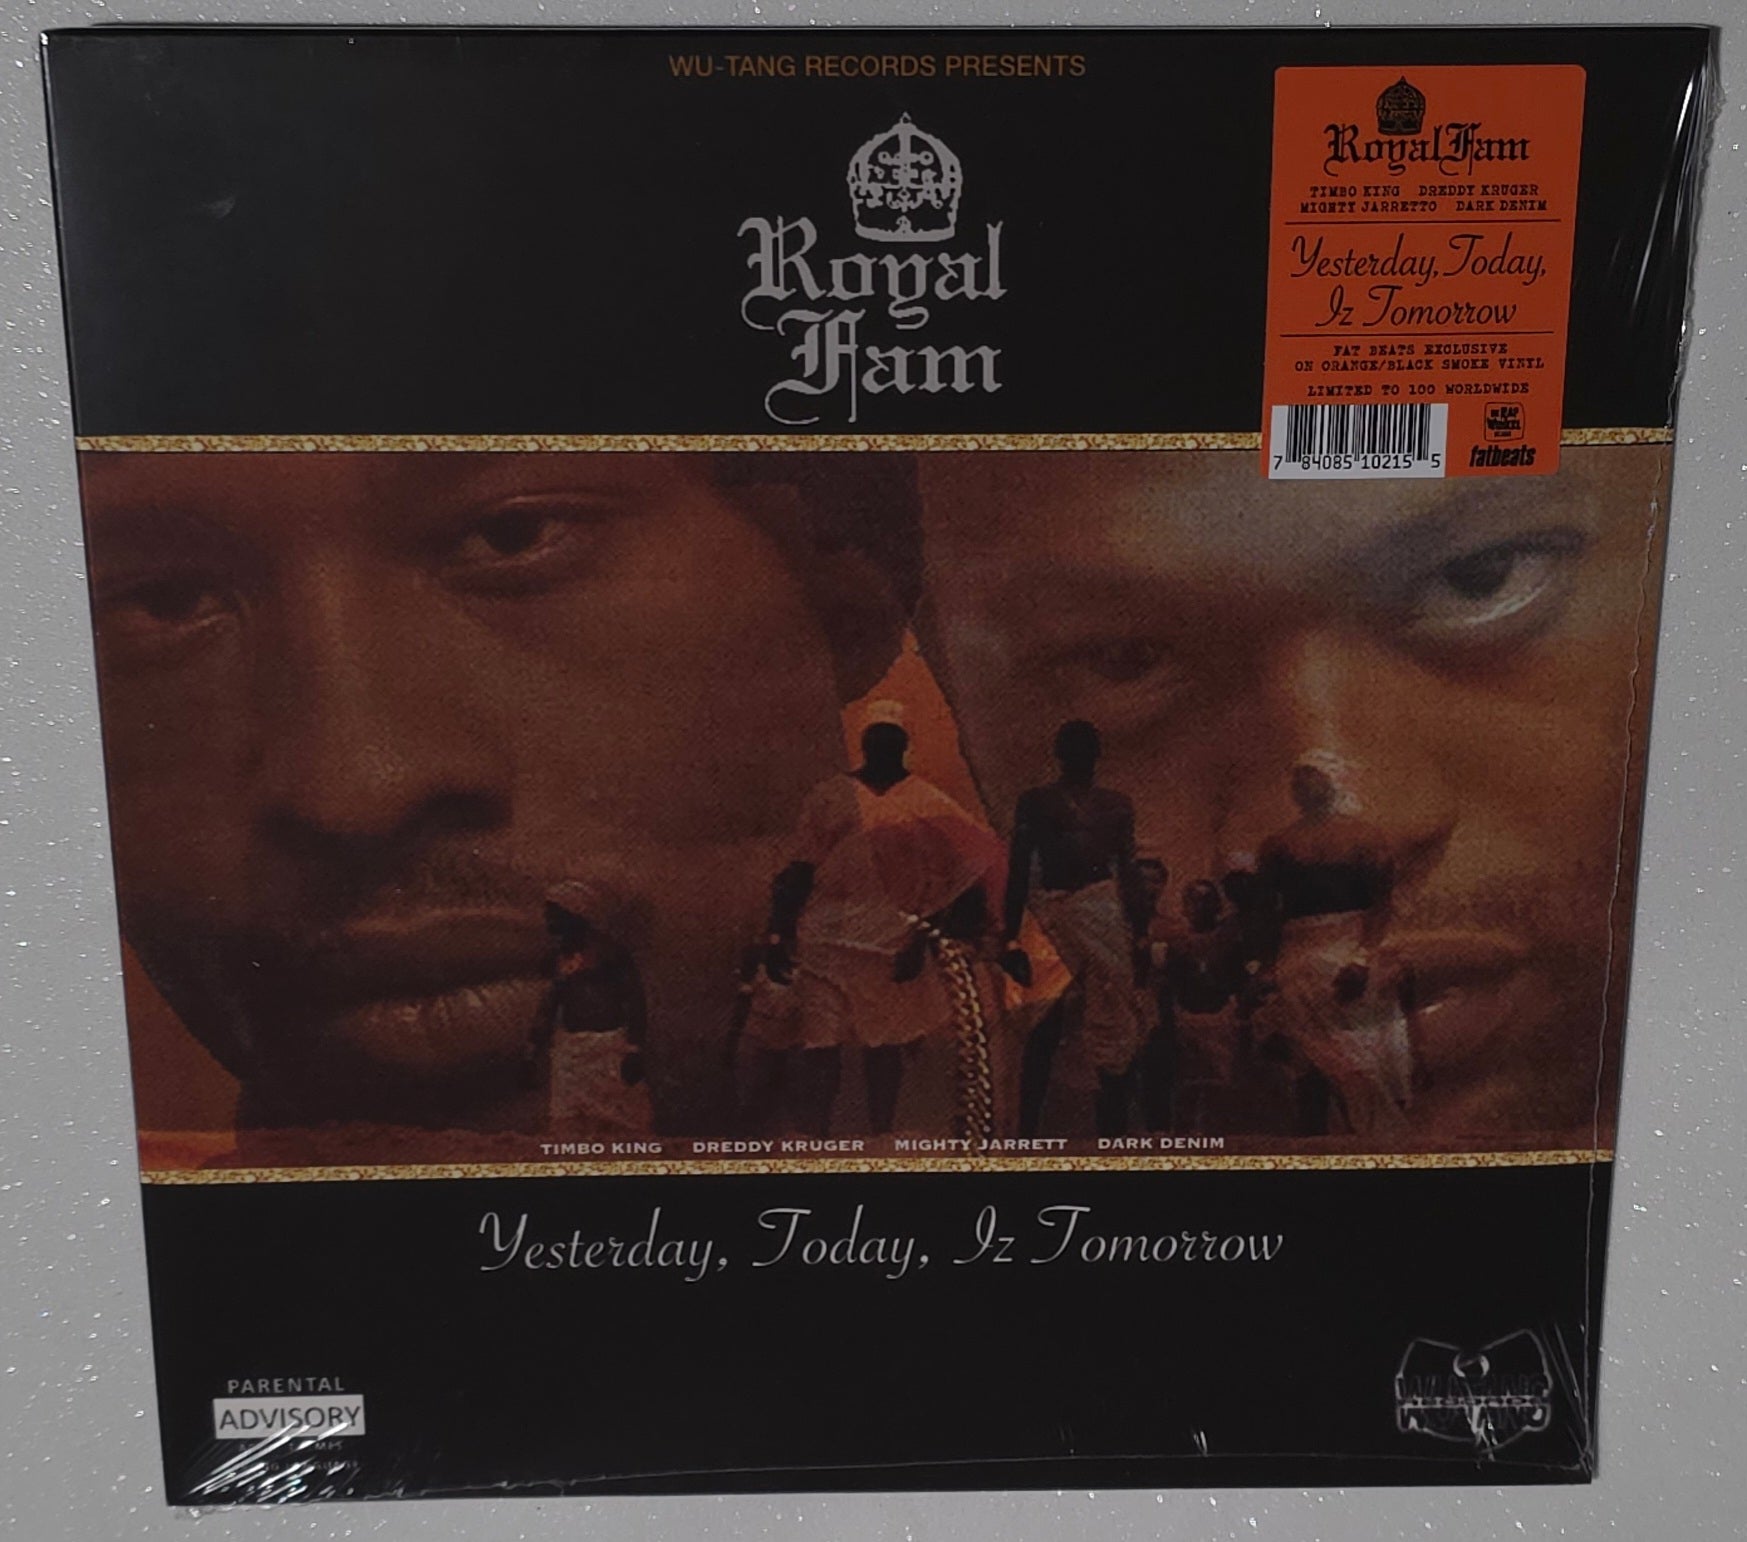 WU-TANG RECORDS PRESENTS
Royal
Fam
Royal Fam
TIMBO KING DREDDY KRUGER
MIGHTY JARRETTO DARK DENIM
Yesterday, Today,
Iz Tomorrow
FAT BEATS EXCLUSIVE
ON ORANGE/BLACK SMOKE VINYL
LIMITED TO 100 WORLDWIDE
7 84085 10215 5
fatbeats
TIMBO KING DREDDY KRUGER MIGHTY JARRETT DARK DENIM
Yesterday, Today, Iz Tomorrow
PARENTAL
ADVISORY